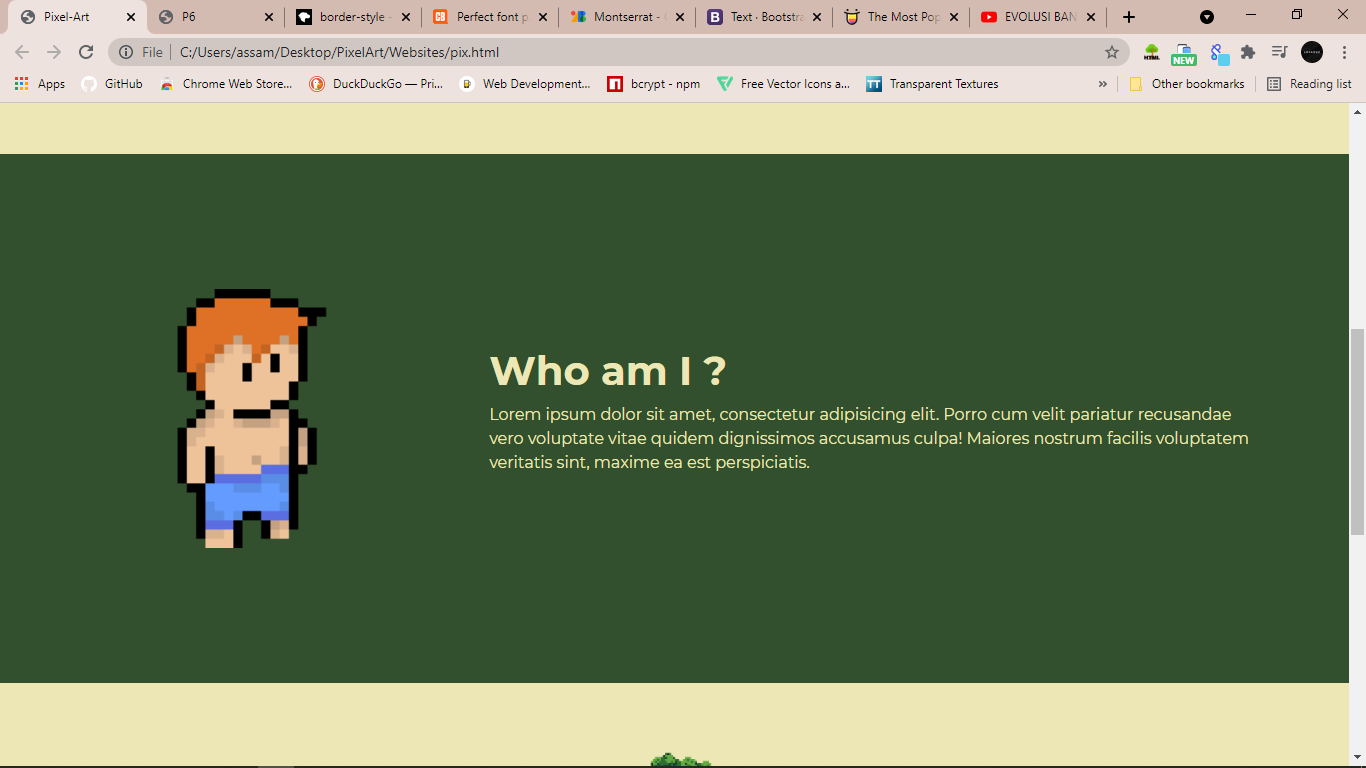 Pixel-Art
P6
border-style -
Perfect font p
Montserrat -
Text · Bootstra
The Most Pop
EVOLUSI BAN
File
C:/Users/assam/Desktop/PixelArt/Websites/pix.html
HTML
NEW
Apps
GitHub
Chrome Web Store...
DuckDuckGo — Pri...
Web Development...
bcrypt - npm
Free Vector Icons a...
Transparent Textures
»
Other bookmarks
Reading list
Who am I ?
Lorem ipsum dolor sit amet, consectetur adipisicing elit. Porro cum velit pariatur recusandae
vero voluptate vitae quidem dignissimos accusamus culpa! Maiores nostrum facilis voluptatem
veritatis sint, maxime ea est perspiciatis.